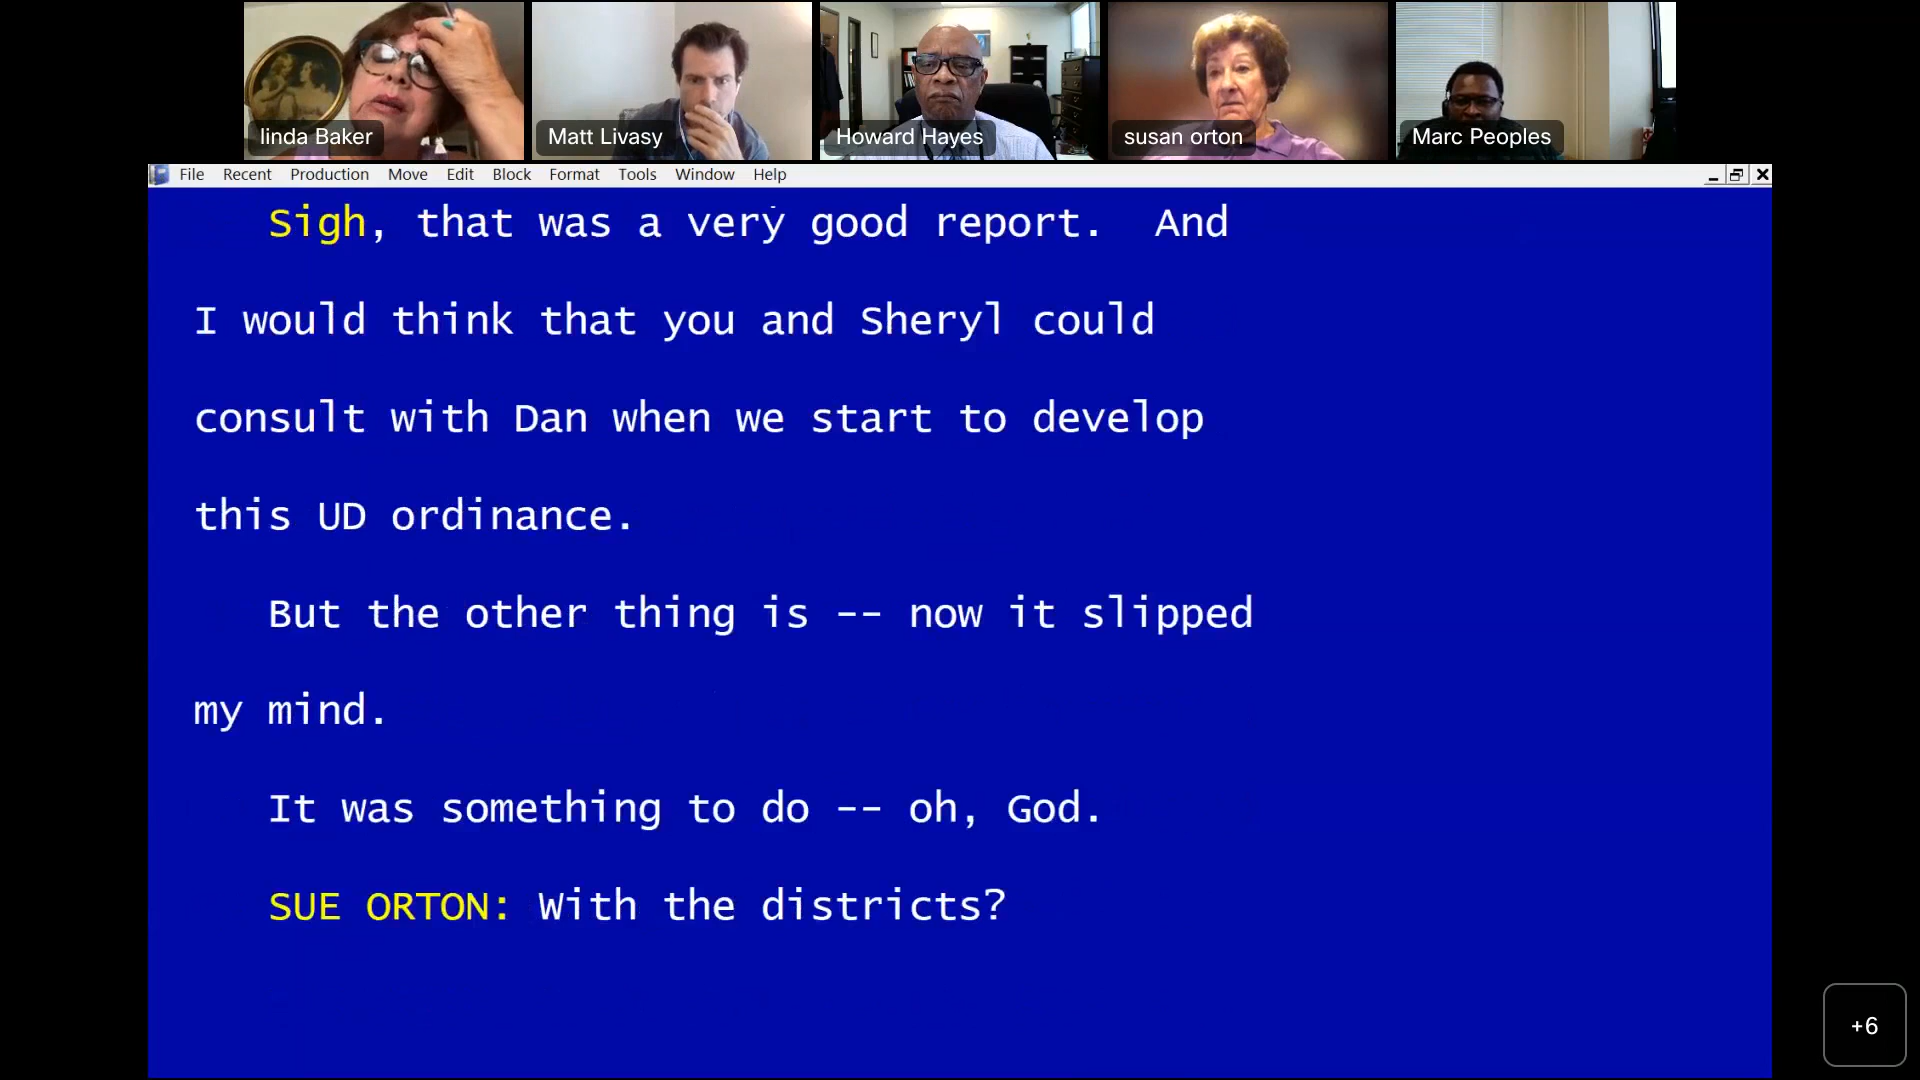 linda Baker
Matt Livasy
Howard Hayes
susan orton
Marc Peoples
File Recent Production Move Edit Block Format Tools Window Help
Sigh, that was a very good report. And
I would think that you and Sheryl could
consult with Dan when we start to develop
this UD ordinance.
But the other thing is -- now it slipped
my mind.
It was something to do -- oh, God.
SUE ORTON: With the districts?
+6